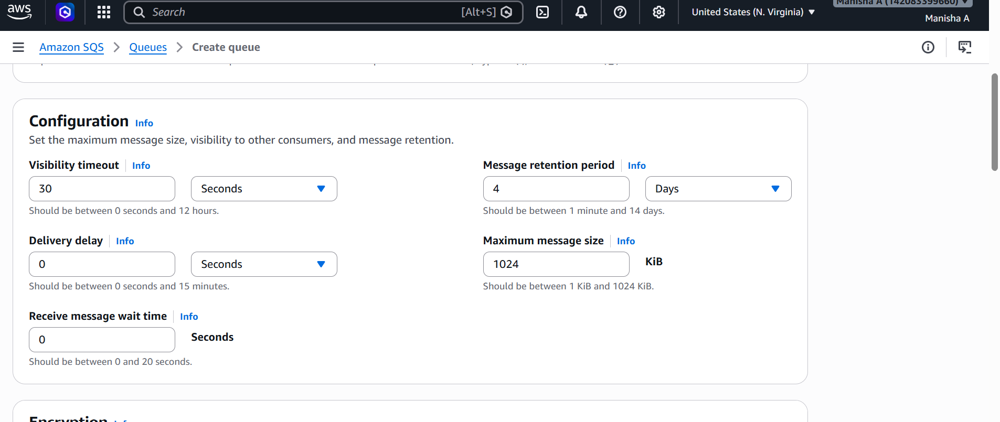 aws
Search
[Alt+S]
United States (N. Virginia)
Manisha A (142083399660)
Manisha A
Amazon SQS
Queues
Create queue
Configuration Info
Set the maximum message size, visibility to other consumers, and message retention.
Visibility timeout Info
30 Seconds
Should be between 0 seconds and 12 hours.
Message retention period Info
4 Days
Should be between 1 minute and 14 days.
Delivery delay Info
0 Seconds
Should be between 0 seconds and 15 minutes.
Maximum message size Info
1024 KiB
Should be between 1 KiB and 1024 KiB.
Receive message wait time Info
0 Seconds
Should be between 0 and 20 seconds.
Encryption Info